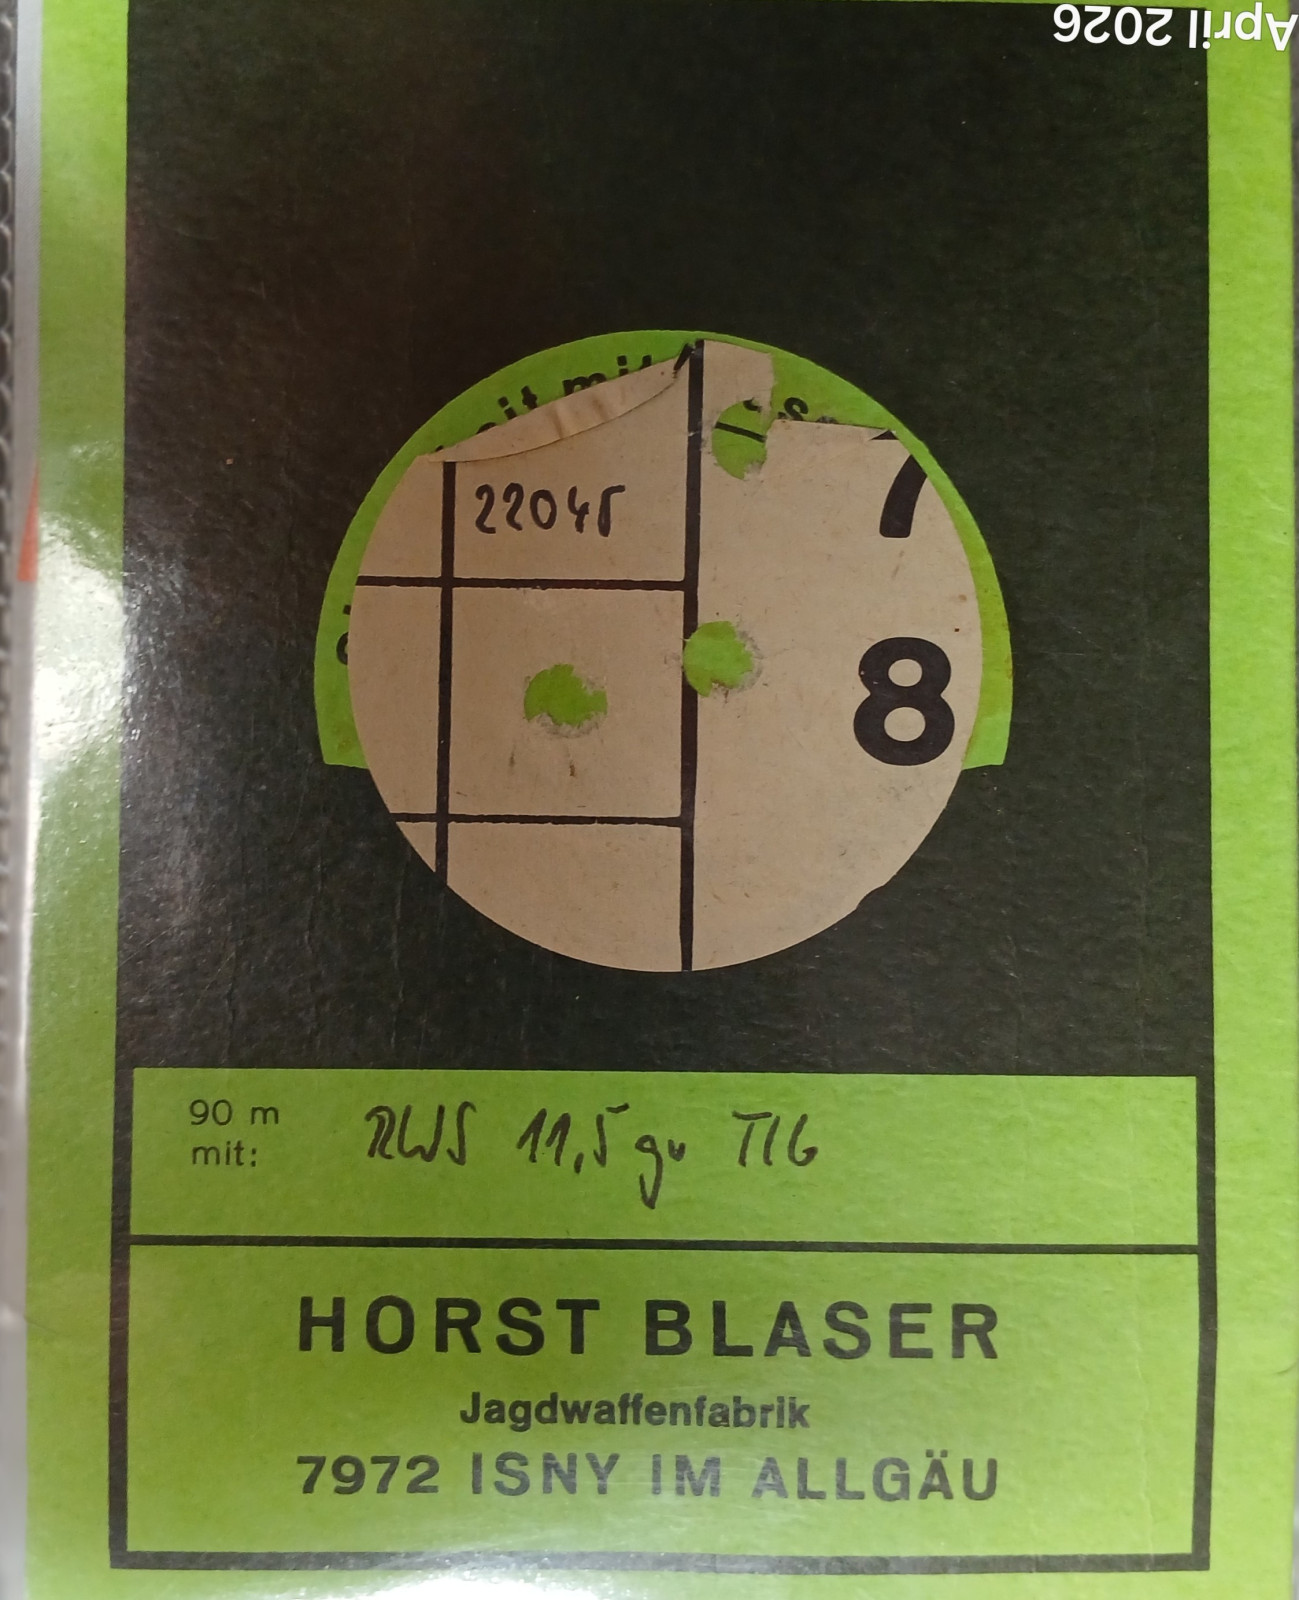 April 2026
22045
7
8
90 m
mit:
RWS 11,5 gr TIG
HORST BLASER
Jagdwaffenfabrik
7972 ISNY IM ALLGÄU